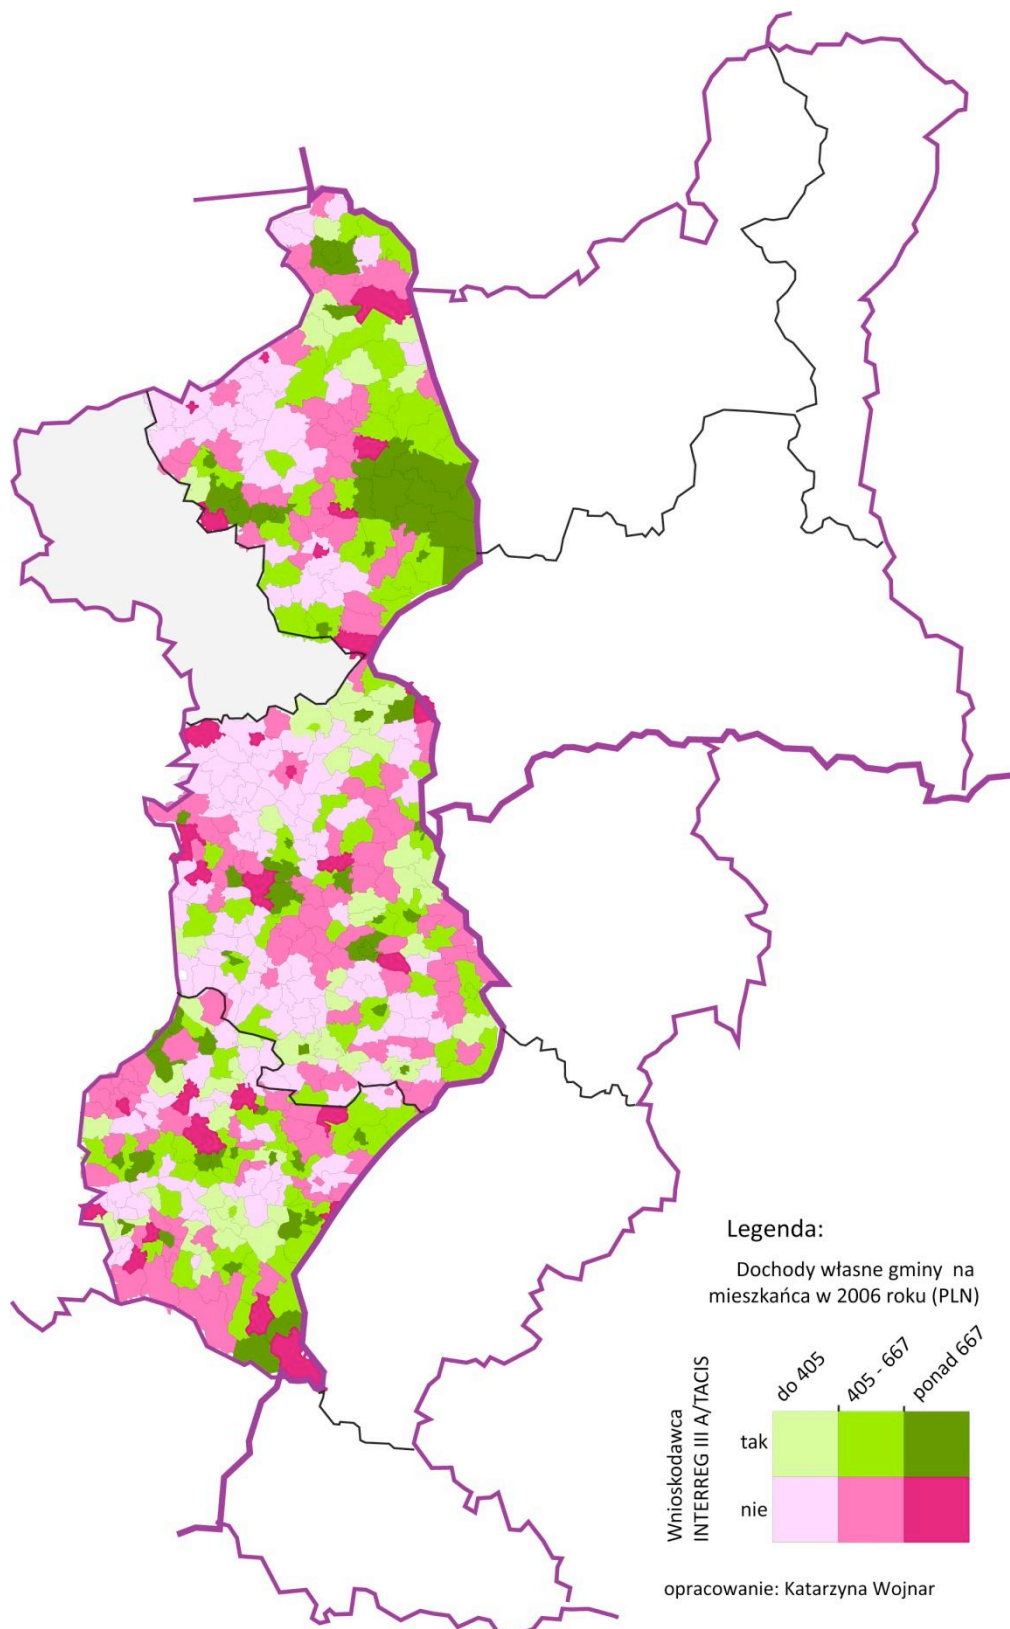 Legenda:
Dochody własne gminy na
mieszkańca w 2006 roku (PLN)
do 405
405 - 667
ponad 667
Wnioskodawca
INTERREG III A/TACIS
tak
nie
opracowanie: Katarzyna Wojnar